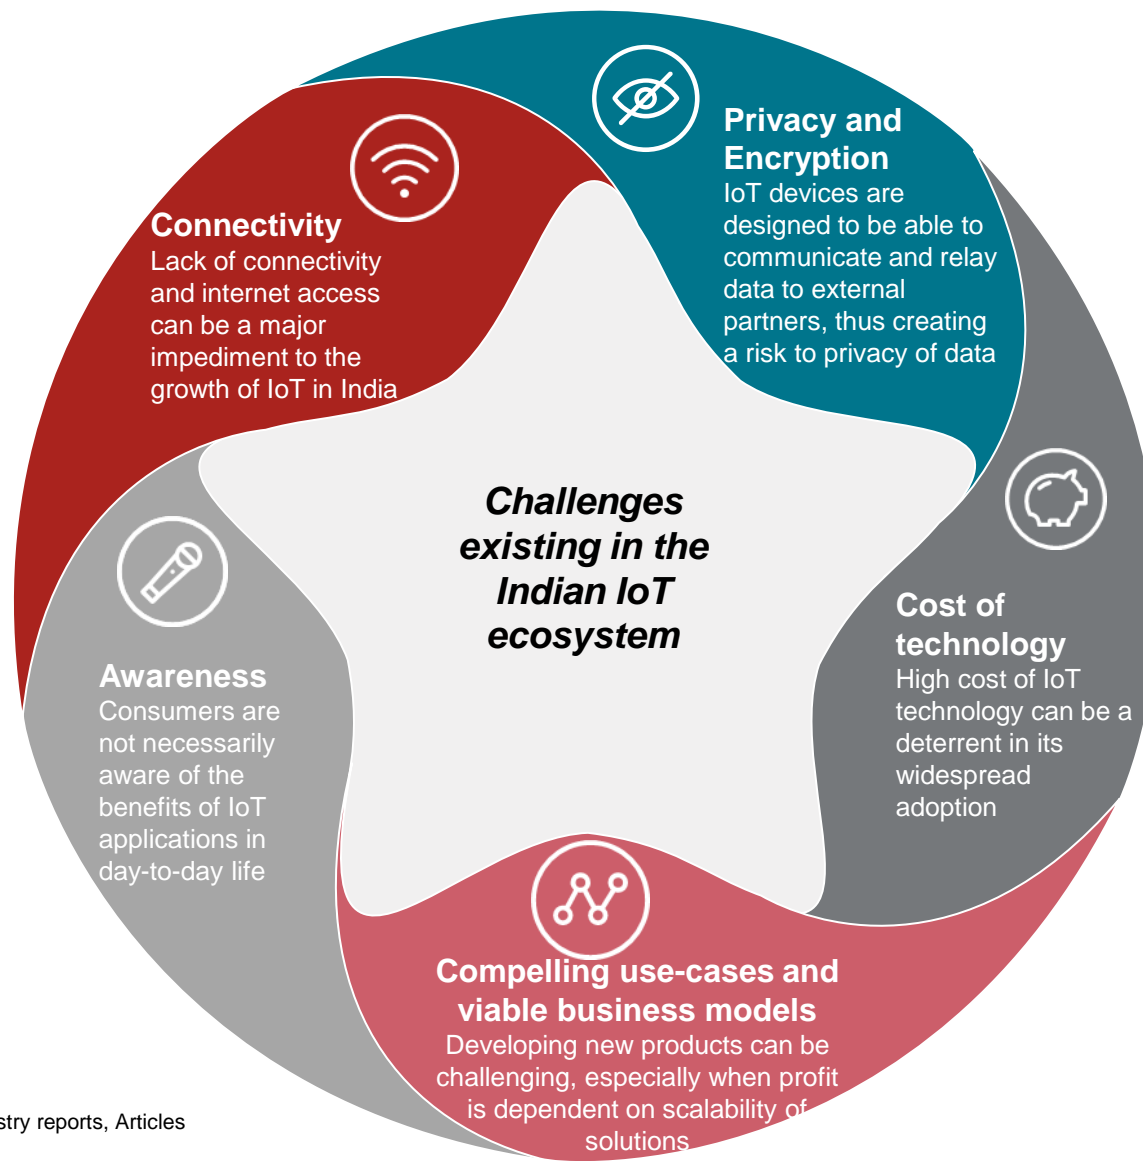 Privacy and
Encryption
IoT devices are
designed to be able to
communicate and relay
data to external
partners, thus creating
a risk to privacy of data
Connectivity
Lack of connectivity
and internet access
can be a major
impediment to the
growth of IoT in India
Challenges
existing in the
Indian IoT
ecosystem
Cost of
technology
High cost of IoT
technology can be a
deterrent in its
widespread
adoption
Awareness
Consumers are
not necessarily
aware of the
benefits of IoT
applications in
day-to-day life
Compelling use-cases and
viable business models
Developing new products can be
challenging, especially when profit
is dependent on scalability of
solutions
stry reports, Articles